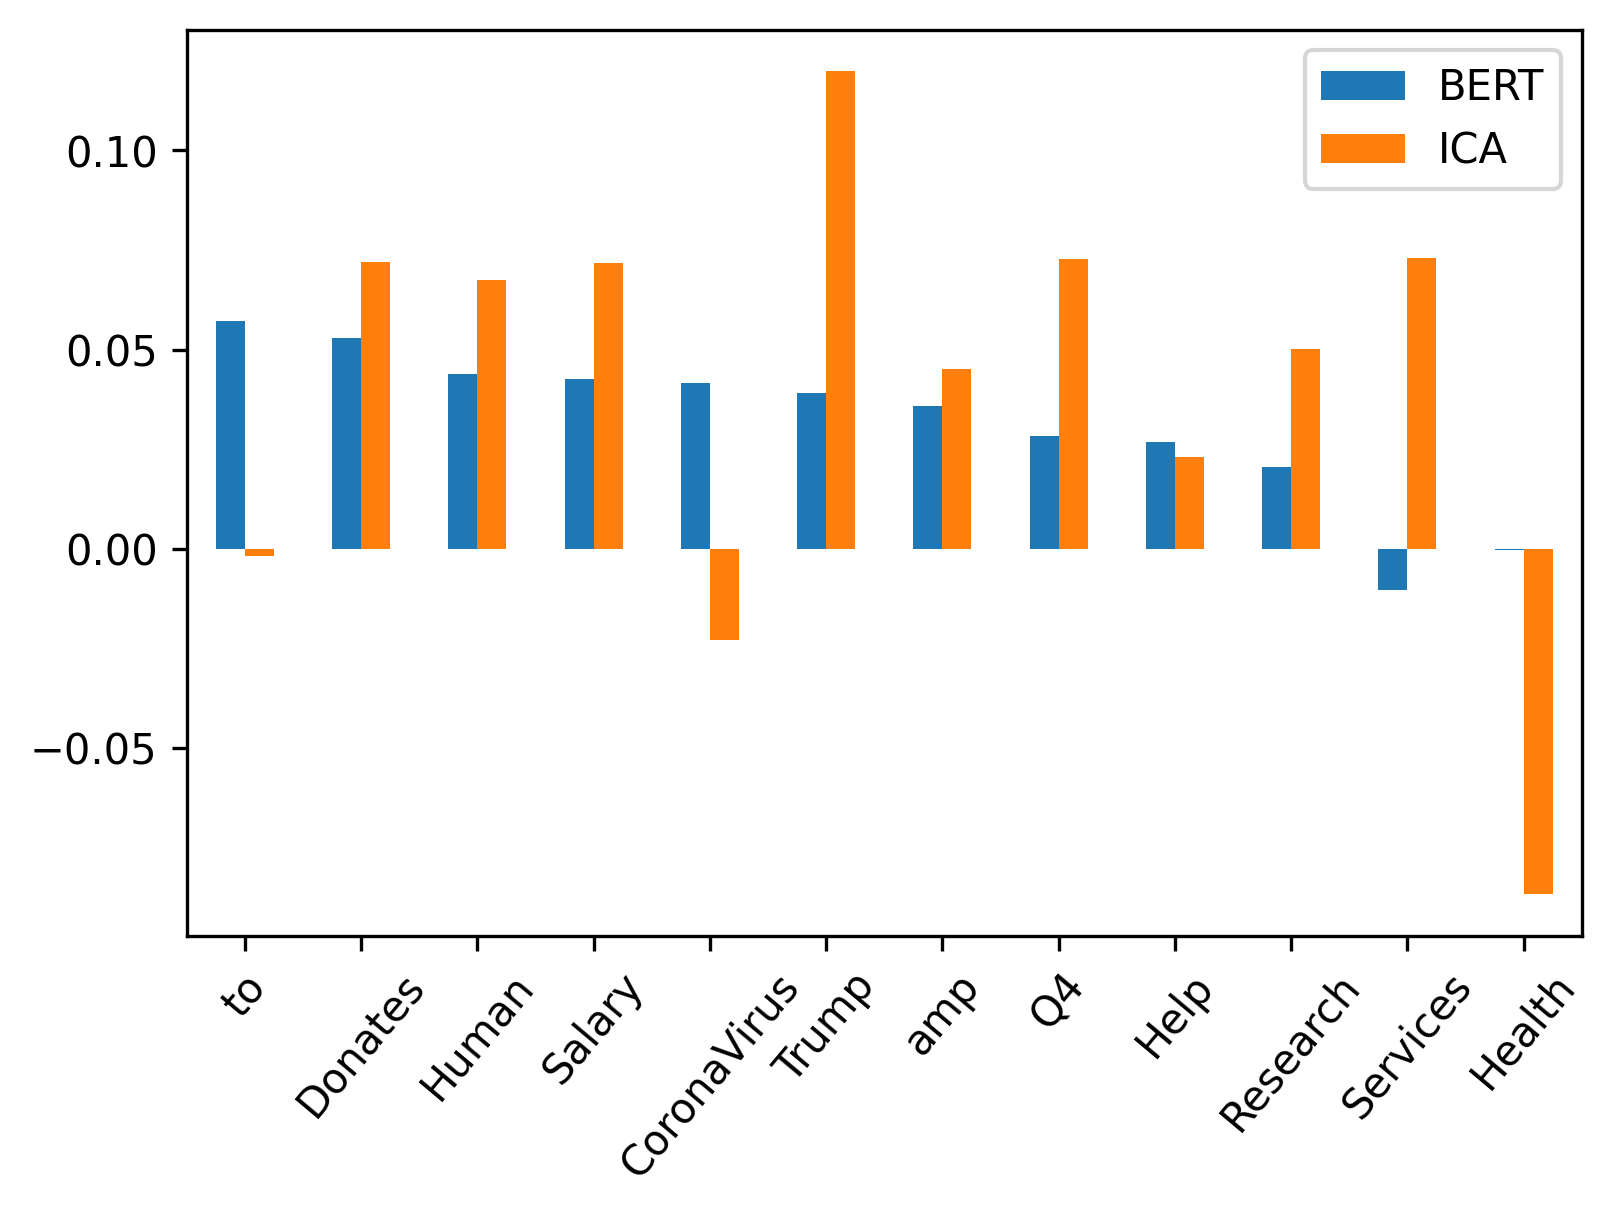 BERT
ICA
0.10
0.05
0.00
−0.05
to
Donates
Human
Salary
CoronaVirus
Trump
amp
Q4
Help
Research
Services
Health